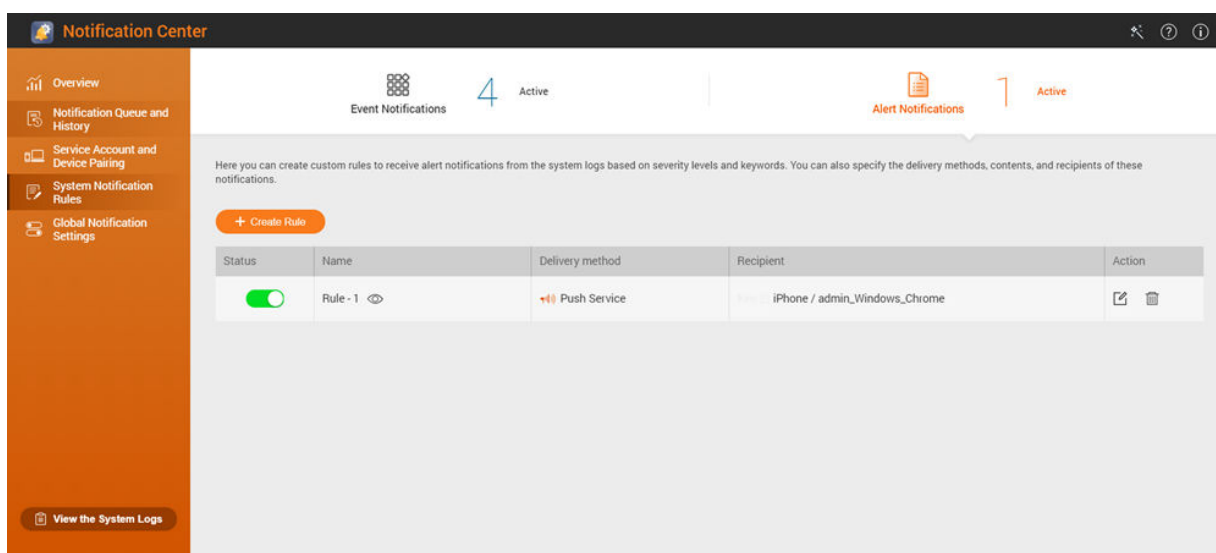 Notification Center
Overview
Notification Queue and
History
Service Account and
Device Pairing
System Notification
Rules
Global Notification
Settings
View the System Logs
Event Notifications
4
Active
Alert Notifications
1
Active
Here you can create custom rules to receive alert notifications from the system logs based on severity levels and keywords. You can also specify the delivery methods, contents, and recipients of these
notifications.
+ Create Rule
Status Name Delivery method Recipient Action
Rule - 1 Push Service iPhone / admin_Windows_Chrome